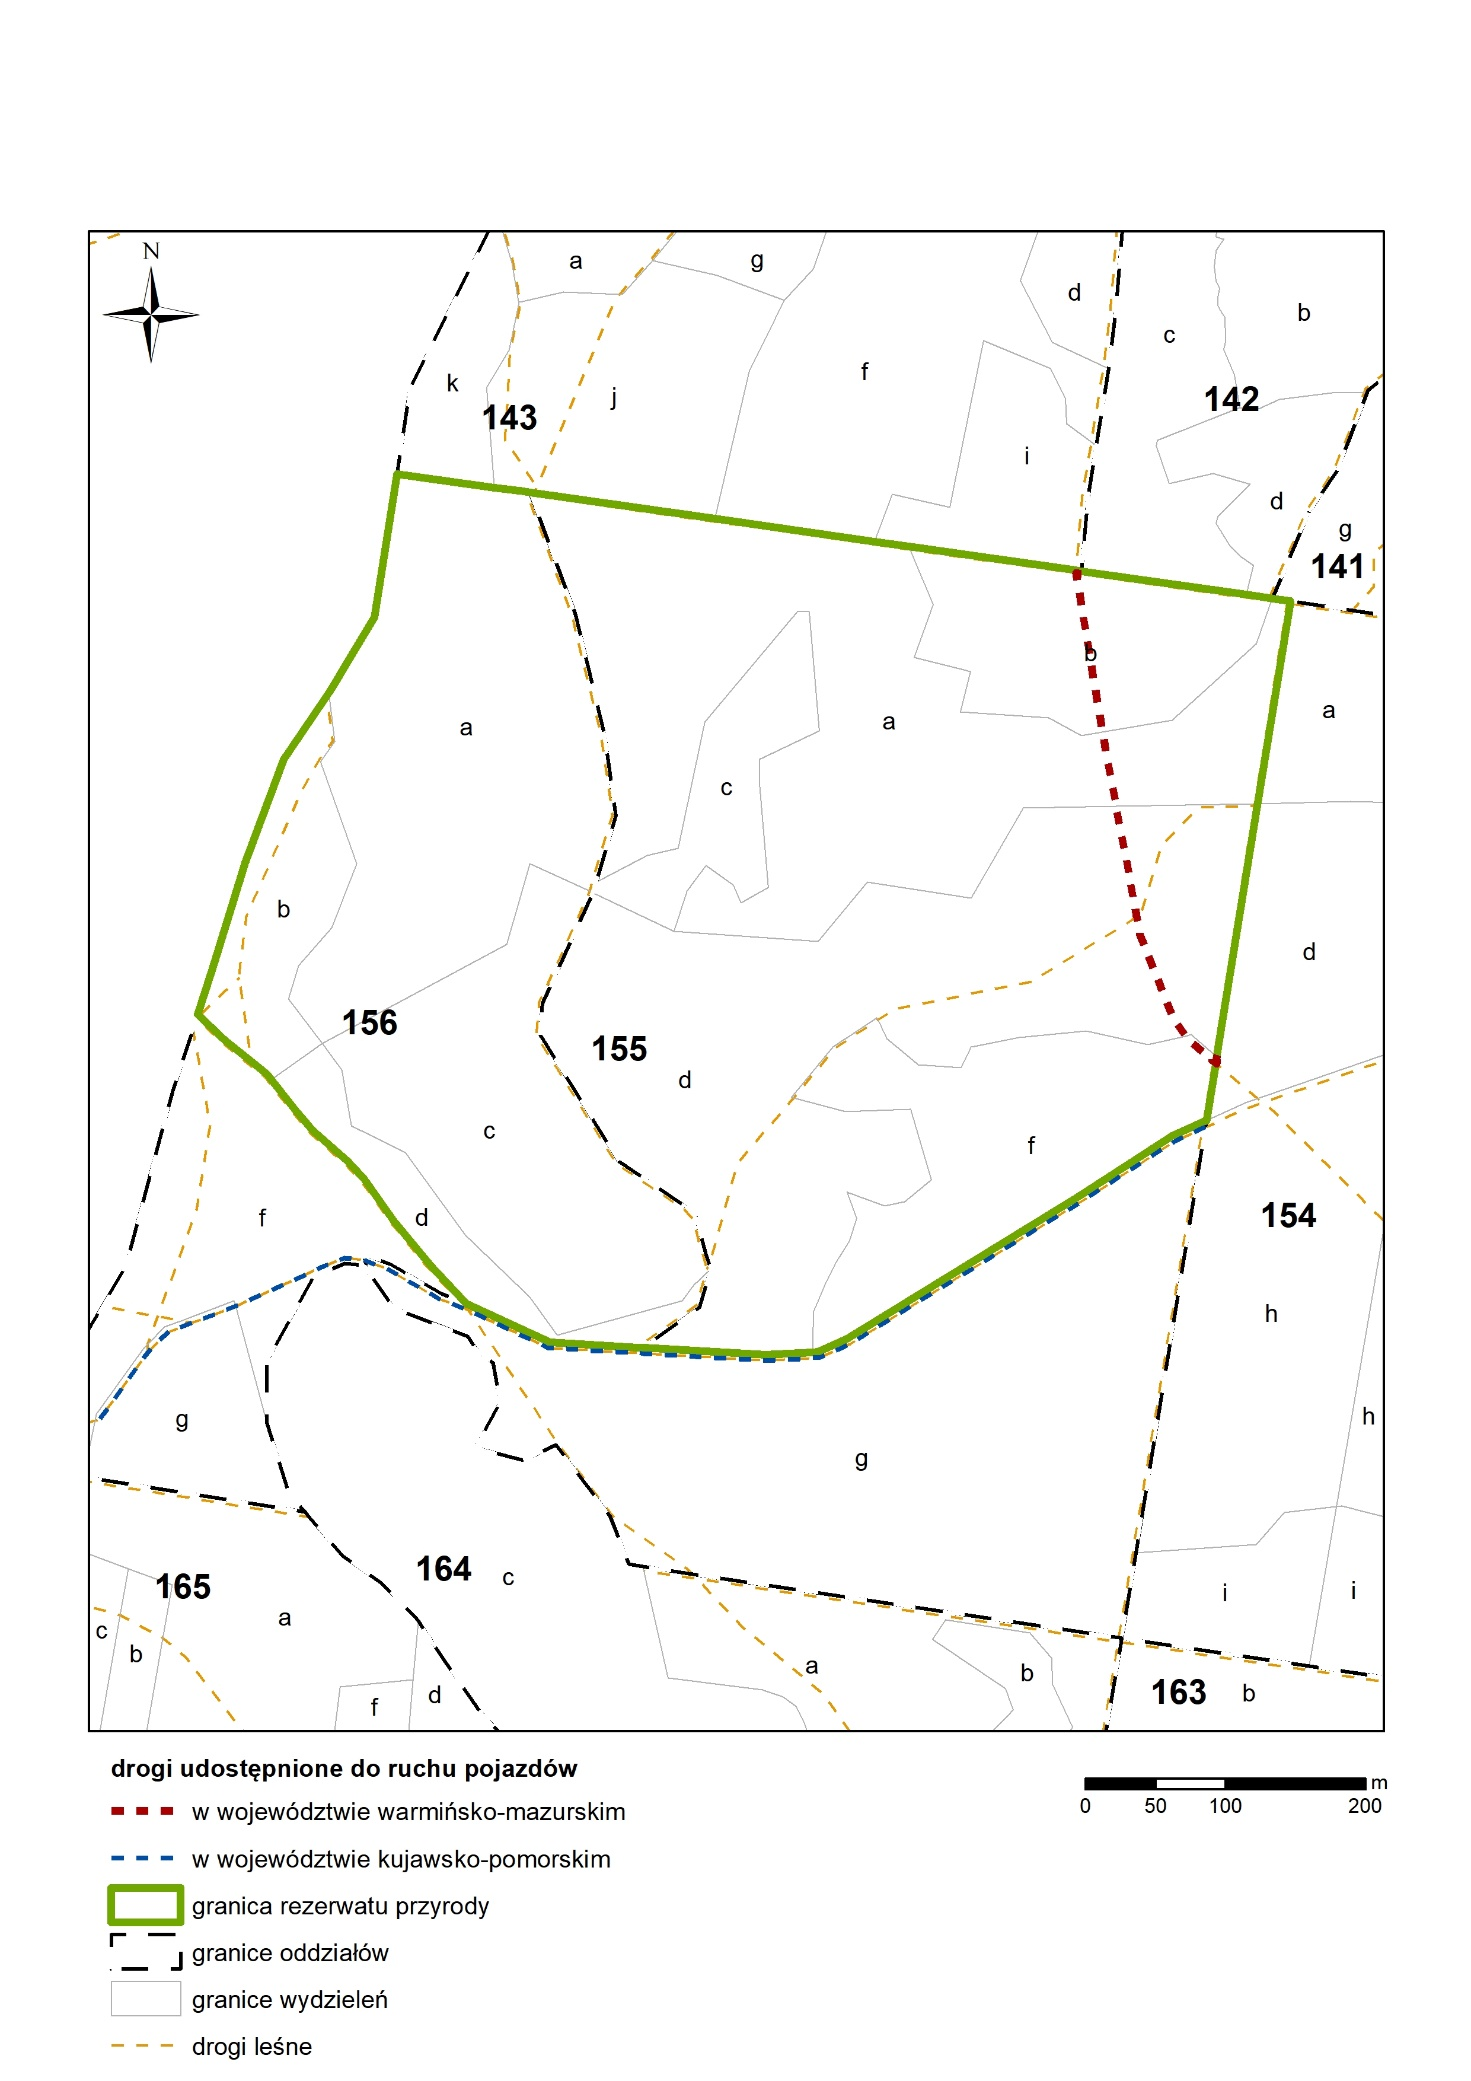 N
a
g
d
c
b
k
143
j
f
142
i
d
g
141
b
a
a
a
c
b
d
156
155
d
c
f
f
d
154
h
g
h
g
165
164
c
i
i
a
c
b
a
b
163
b
f
d
drogi udostępnione do ruchu pojazdów
w województwie warmińsko-mazurskim
w województwie kujawsko-pomorskim
granica rezerwatu przyrody
granice oddziałów
granice wydzieleń
drogi leśne
m
0 50 100 200